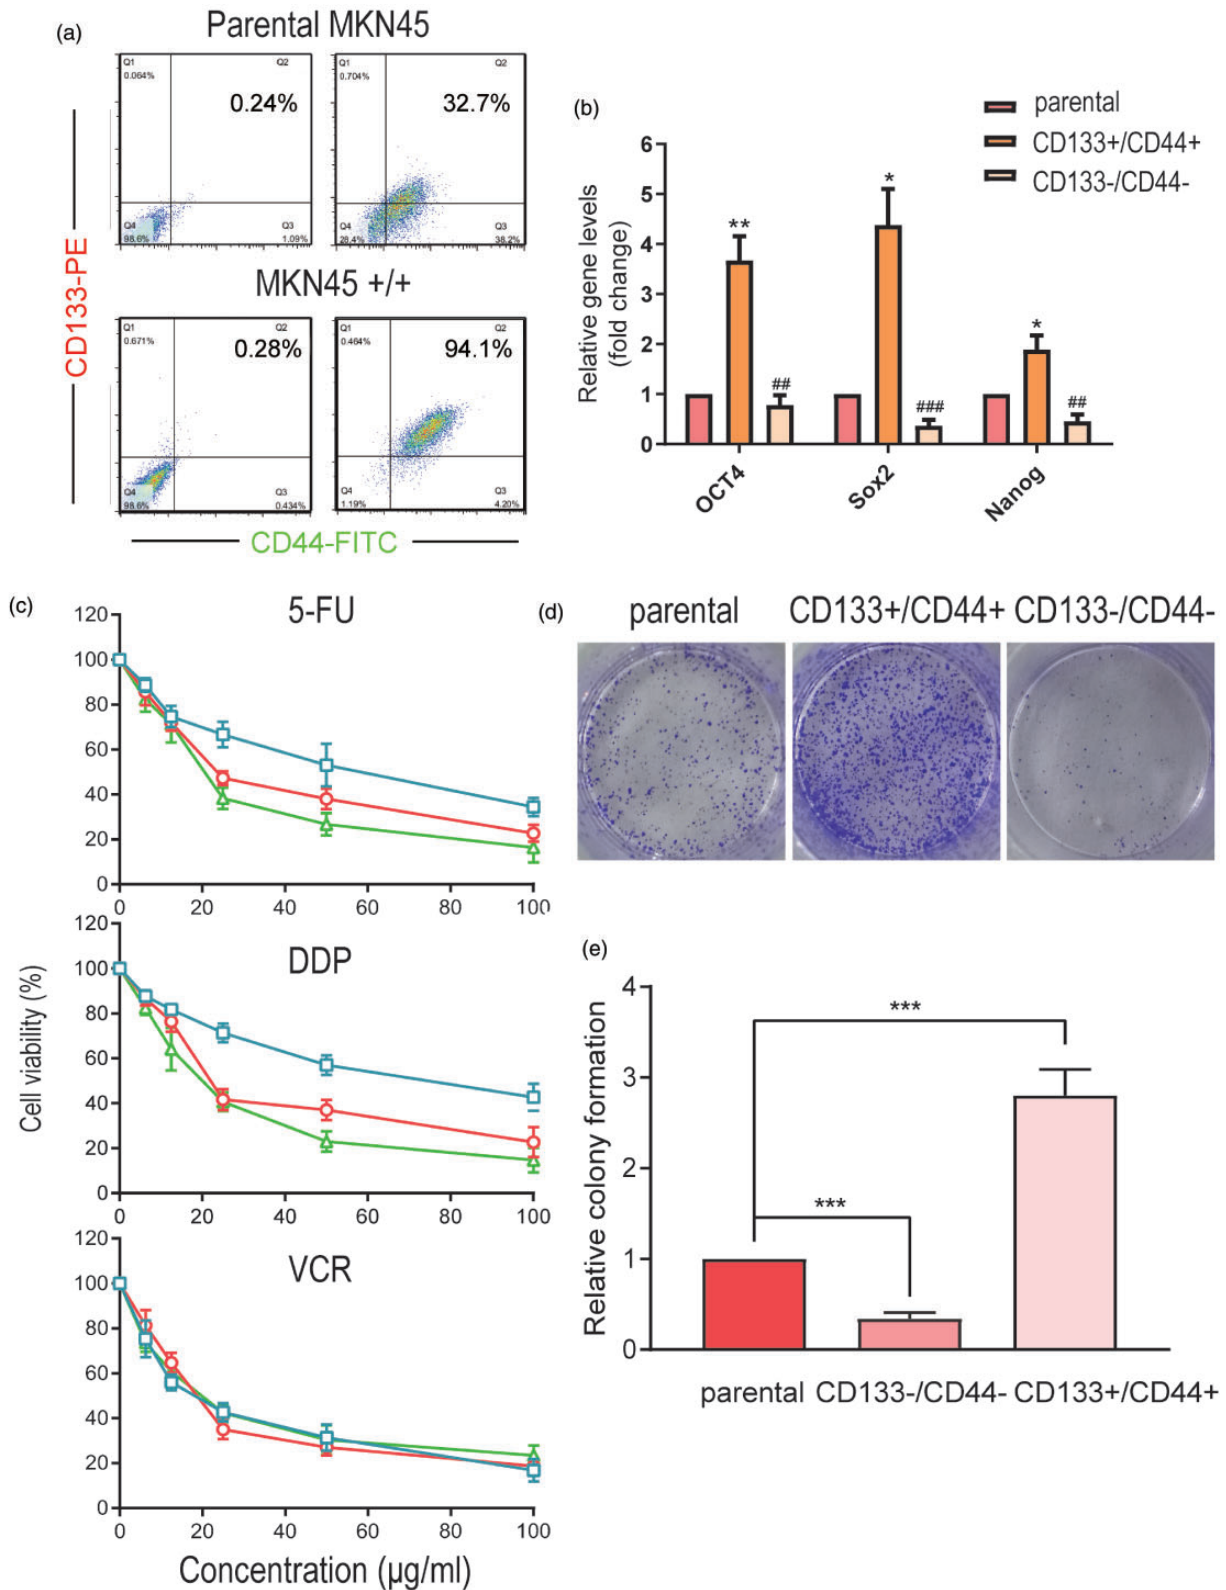 (a)
Parental MKN45
Q1
0.064%
Q2
0.24%
Q4
98.6%
Q3
1.09%
Q1
0.704%
Q2
32.7%
Q4
28.4%
Q3
38.2%
MKN45 +/+
Q1
0.671%
Q2
0.28%
Q4
98.6%
Q3
0.434%
Q1
0.464%
Q2
94.1%
Q4
1.19%
Q3
4.20%
CD133-PE
CD44-FITC
(b)
parental
CD133+/CD44+
CD133-/CD44-
Relative gene levels
(fold change)
6
5
4
3
2
1
0
**
##
*
###
*
##
OCT4
Sox2
Nanog
(c)
5-FU
120
100
80
60
40
20
0
0 20 40 60 80 100
DDP
120
100
80
60
40
20
0
0 20 40 60 80 100
VCR
120
100
80
60
40
20
0
0 20 40 60 80 100
Cell viability (%)
Concentration (µg/ml)
(d)
parental CD133+/CD44+ CD133-/CD44-
(e)
Relative colony formation
4
3
2
1
0
***
***
parental CD133-/CD44- CD133+/CD44+